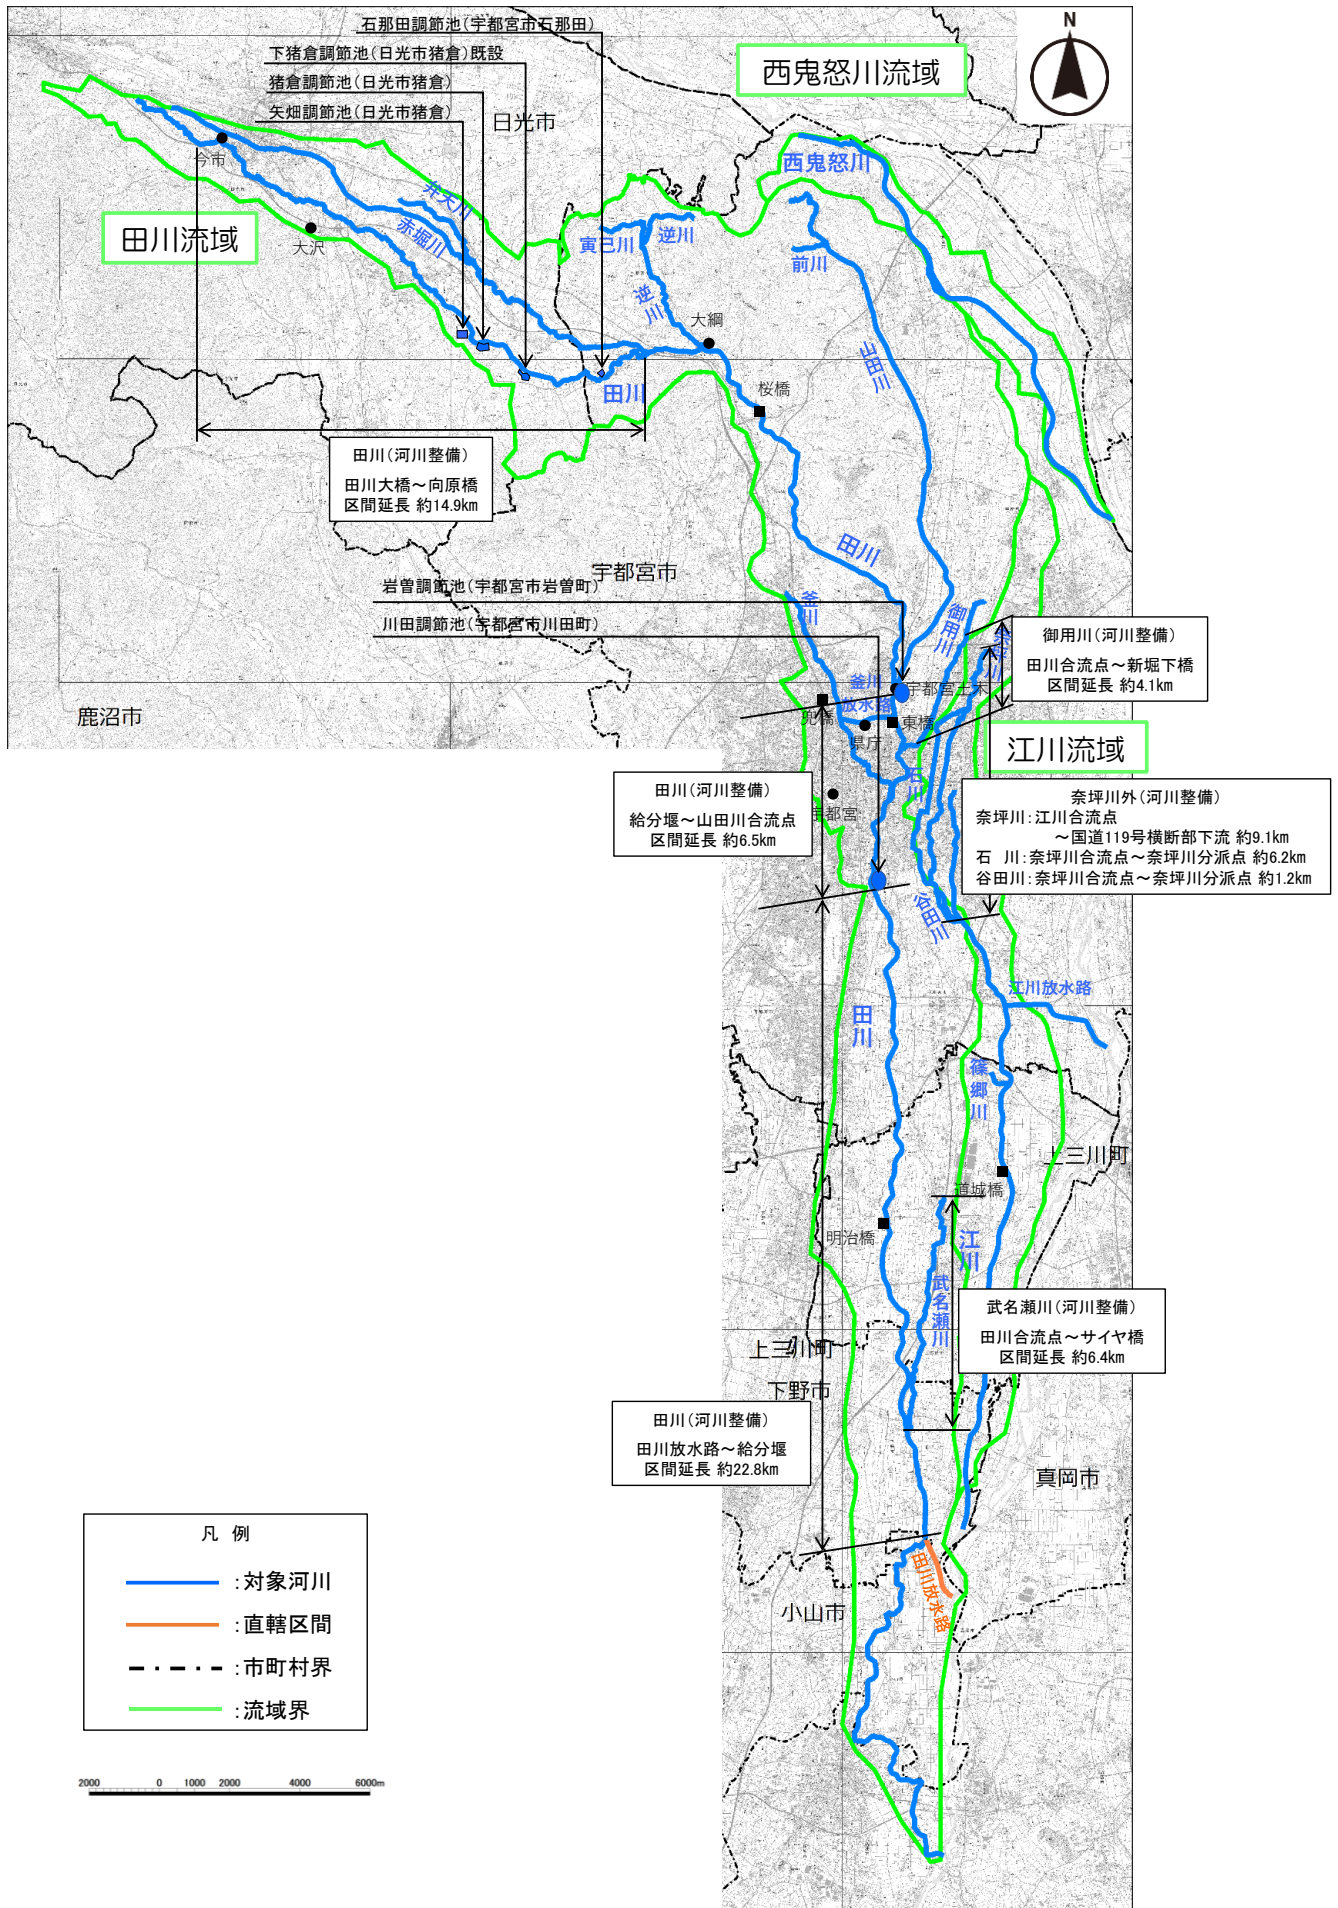 石那田調節池(宇都宮市石那田)
下猪倉調節池(日光市猪倉)既設
猪倉調節池(日光市猪倉)
矢畑調節池(日光市猪倉)
西鬼怒川流域
N
日光市
今市
大沢
田川流域
弁天川
赤堀川
寅巳川
逆川
逆川
西鬼怒川
前川
山田川
大網
桜橋
田川
田川(河川整備)
田川大橋～向原橋
区間延長 約14.9km
田川
宇都宮市
岩曽調節池(宇都宮市岩曽町)
川田調節池(宇都宮市川田町)
釜川
御用川
奈坪川
御用川(河川整備)
田川合流点～新堀下橋
区間延長 約4.1km
鹿沼市
釜川
放水路
宇都宮土木
兜橋
東橋
県庁
江川流域
石川
宇都宮
田川(河川整備)
給分堰～山田川合流点
区間延長 約6.5km
奈坪川外(河川整備)
奈坪川:江川合流点
～国道119号横断部下流 約9.1km
石　川:奈坪川合流点～奈坪川分派点 約6.2km
谷田川:奈坪川合流点～奈坪川分派点 約1.2km
谷田川
江川放水路
田川
篠郷川
上三川町
道城橋
明治橋
江川
武名瀬川
武名瀬川(河川整備)
田川合流点～サイヤ橋
区間延長 約6.4km
上三川町
下野市
田川(河川整備)
田川放水路～給分堰
区間延長 約22.8km
真岡市
田川放水路
小山市
凡 例
:対象河川
:直轄区間
:市町村界
:流域界
2000 0 1000 2000 4000 6000m